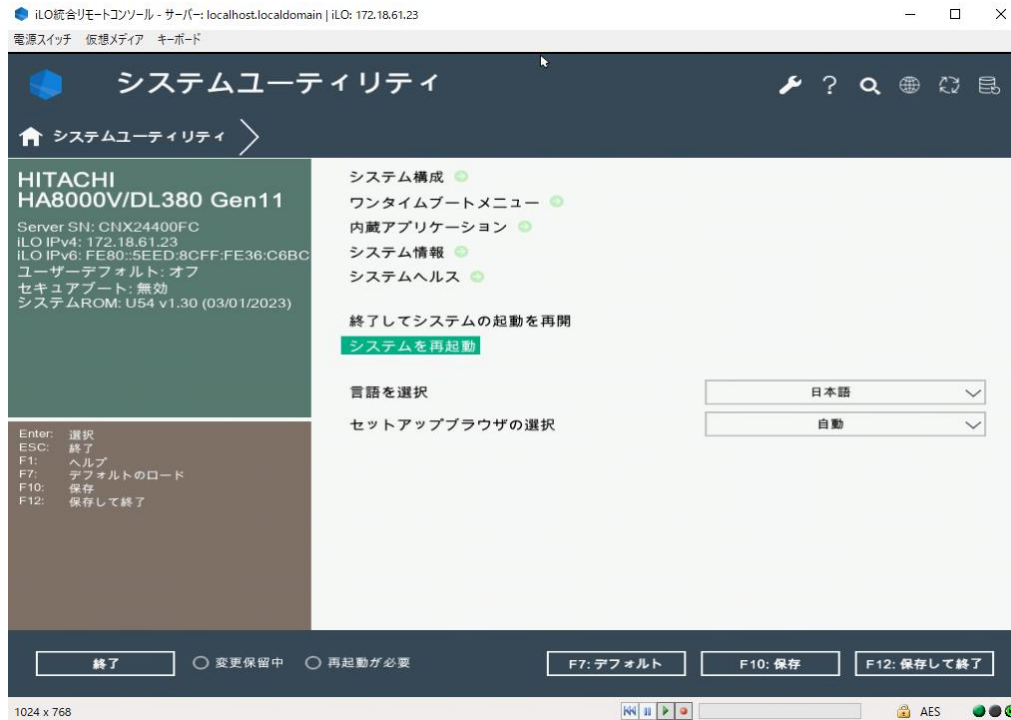 iLO統合リモートコンソール - サーバー: localhost.localdomain | iLO: 172.18.61.23
電源スイッチ 仮想メディア キーボード
システムユーティリティ
システムユーティリティ
HITACHI
HA8000V/DL380 Gen11
Server SN: CNX24400FC
iLO IPv4: 172.18.61.23
iLO IPv6: FE80::5EED:8CFF:FE36:C6BC
ユーザーデフォルト: オフ
セキュアブート: 無効
システムROM: U54 v1.30 (03/01/2023)
Enter: 選択
ESC: 終了
F1: ヘルプ
F7: デフォルトのロード
F10: 保存
F12: 保存して終了
システム構成
ワンタイムブートメニュー
内蔵アプリケーション
システム情報
システムヘルス
終了してシステムの起動を再開
システムを再起動
言語を選択 日本語
セットアップブラウザの選択 自動
終了 変更保留中 再起動が必要 F7: デフォルト F10: 保存 F12: 保存して終了
1024 x 768 AES